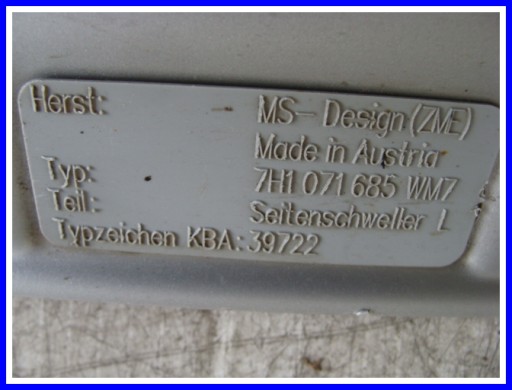 Herst: MS-Design (ZME)
Made in Austria
Typ: 7H1 071 685 WM7
Teil: Seitenschweller L
Typzeichen KBA: 39722